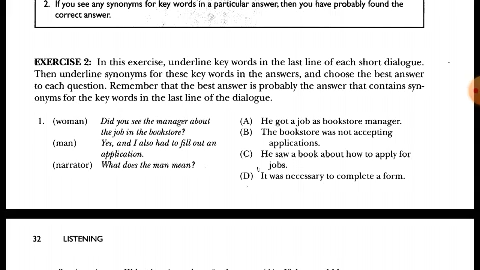 2. If you see any synonyms for key words in a particular answer, then you have probably found the
correct answer.
EXERCISE 2: In this exercise, underline key words in the last line of each short dialogue.
Then underline synonyms for these key words in the answers, and choose the best answer
to each question. Remember that the best answer is probably the answer that contains syn-
onyms for the key words in the last line of the dialogue.
1. (woman) Did you see the manager about
the job in the bookstore?
(man) Yes, and I also had to fill out an
application.
(narrator) What does the man mean?
(A) He got a job as bookstore manager.
(B) The bookstore was not accepting
applications.
(C) He saw a book about how to apply for
jobs.
(D) It was necessary to complete a form.
32 LISTENING